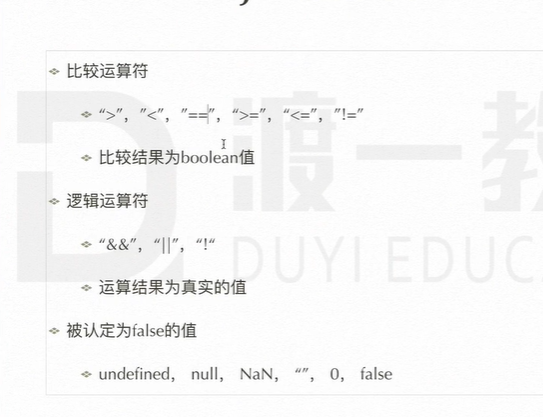 比较运算符
“>”， ”<”， ”==”， “>=”， “<=”， ”!=”
比较结果为boolean值
逻辑运算符
“&&”， “||”， “!“
运算结果为真实的值
被认定为false的值
undefined， null， NaN， “”， 0， false
渡一教
DUYI EDUC